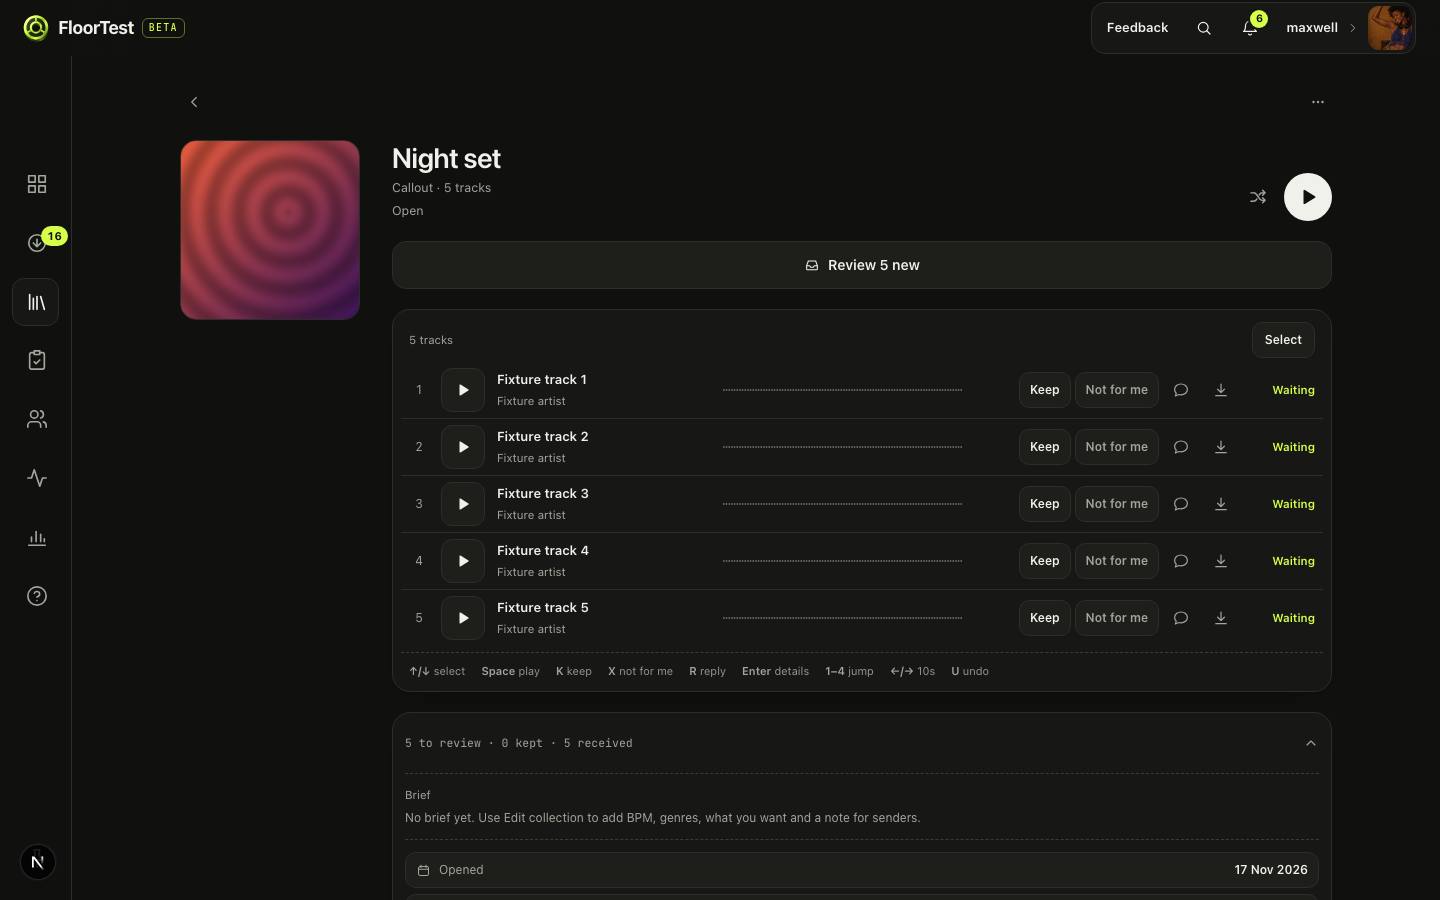 FloorTest BETA
Feedback 6 maxwell
16
Night set
Callout · 5 tracks
Open
Review 5 new
5 tracks Select
1 Fixture track 1 Keep Not for me Waiting
Fixture artist
2 Fixture track 2 Keep Not for me Waiting
Fixture artist
3 Fixture track 3 Keep Not for me Waiting
Fixture artist
4 Fixture track 4 Keep Not for me Waiting
Fixture artist
5 Fixture track 5 Keep Not for me Waiting
Fixture artist
↑/↓ select Space play K keep X not for me R reply Enter details 1–4 jump ←/→ 10s U undo
5 to review · 0 kept · 5 received
Brief
No brief yet. Use Edit collection to add BPM, genres, what you want and a note for senders.
Opened 17 Nov 2026
N